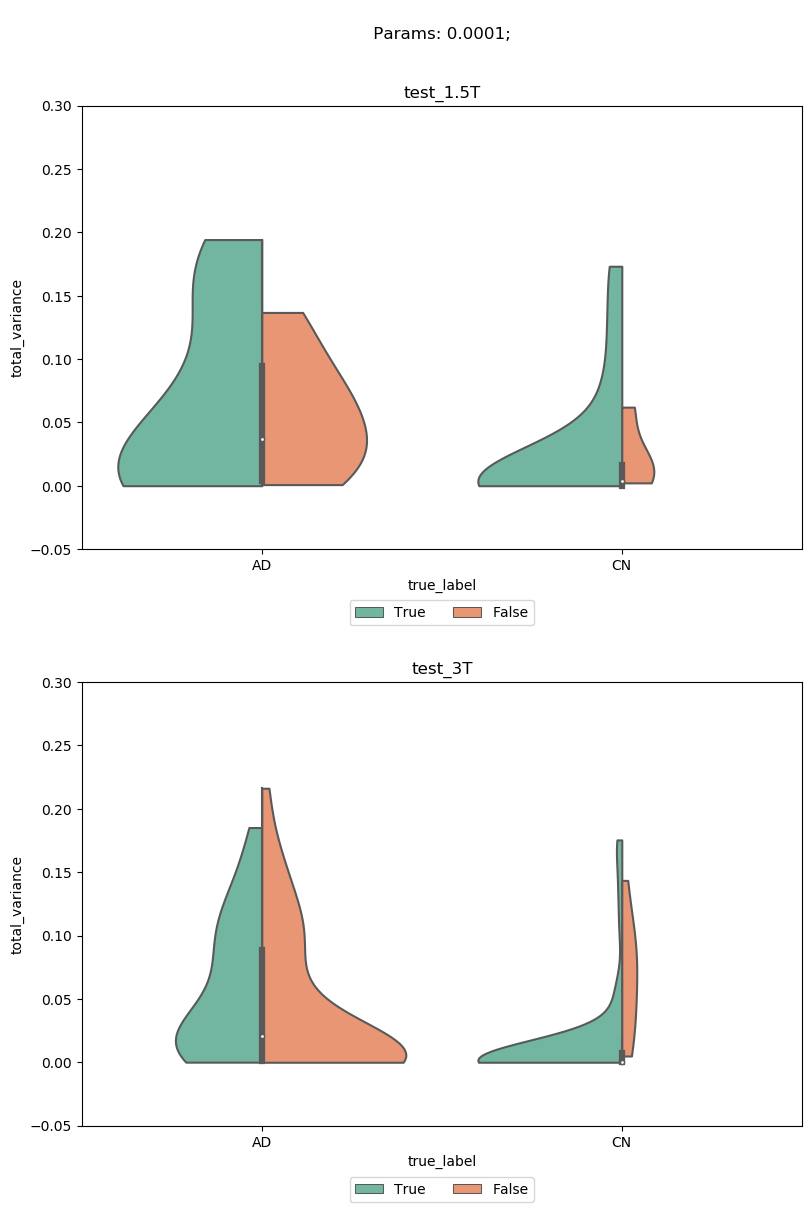 Params: 0.0001;
test_1.5T
0.30
0.25
0.20
0.15
0.10
0.05
0.00
−0.05
total_variance
AD CN
true_label
True False
test_3T
0.30
0.25
0.20
0.15
0.10
0.05
0.00
−0.05
total_variance
AD CN
true_label
True False